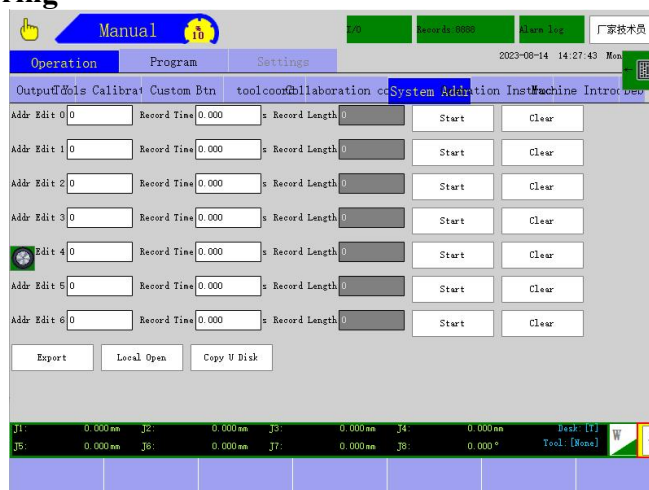 ring
Manual 10 I/O Records:0000 Alarm log 厂家技术员
Operation Program Settings 2023-08-14 14:27:43 Mon
Tools Calibrat Custom Btn toolcoord Collaboration co System Addr Machine Introc
Addr Edit 0 0 Record Time 0.000 s Record Length 0 Start Clear
Addr Edit 1 0 Record Time 0.000 s Record Length 0 Start Clear
Addr Edit 2 0 Record Time 0.000 s Record Length 0 Start Clear
Addr Edit 3 0 Record Time 0.000 s Record Length 0 Start Clear
Edit 4 0 Record Time 0.000 s Record Length 0 Start Clear
Addr Edit 5 0 Record Time 0.000 s Record Length 0 Start Clear
Addr Edit 6 0 Record Time 0.000 s Record Length 0 Start Clear
Export Local Open Copy U Disk
J1: 0.000mm J2: 0.000mm J3: 0.000mm J4: 0.000mm Desk:[T]
J5: 0.000mm J6: 0.000mm J7: 0.000mm J8: 0.000° Tool:[None] W